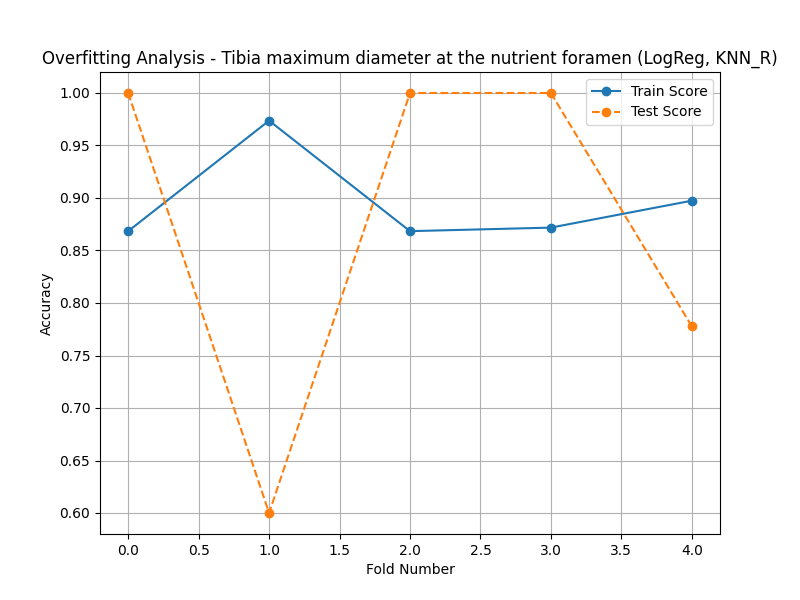 Overfitting Analysis - Tibia maximum diameter at the nutrient foramen (LogReg, KNN_R)
Train Score
Test Score
1.00
0.95
0.90
0.85
0.80
0.75
0.70
0.65
0.60
Accuracy
0.0 0.5 1.0 1.5 2.0 2.5 3.0 3.5 4.0
Fold Number